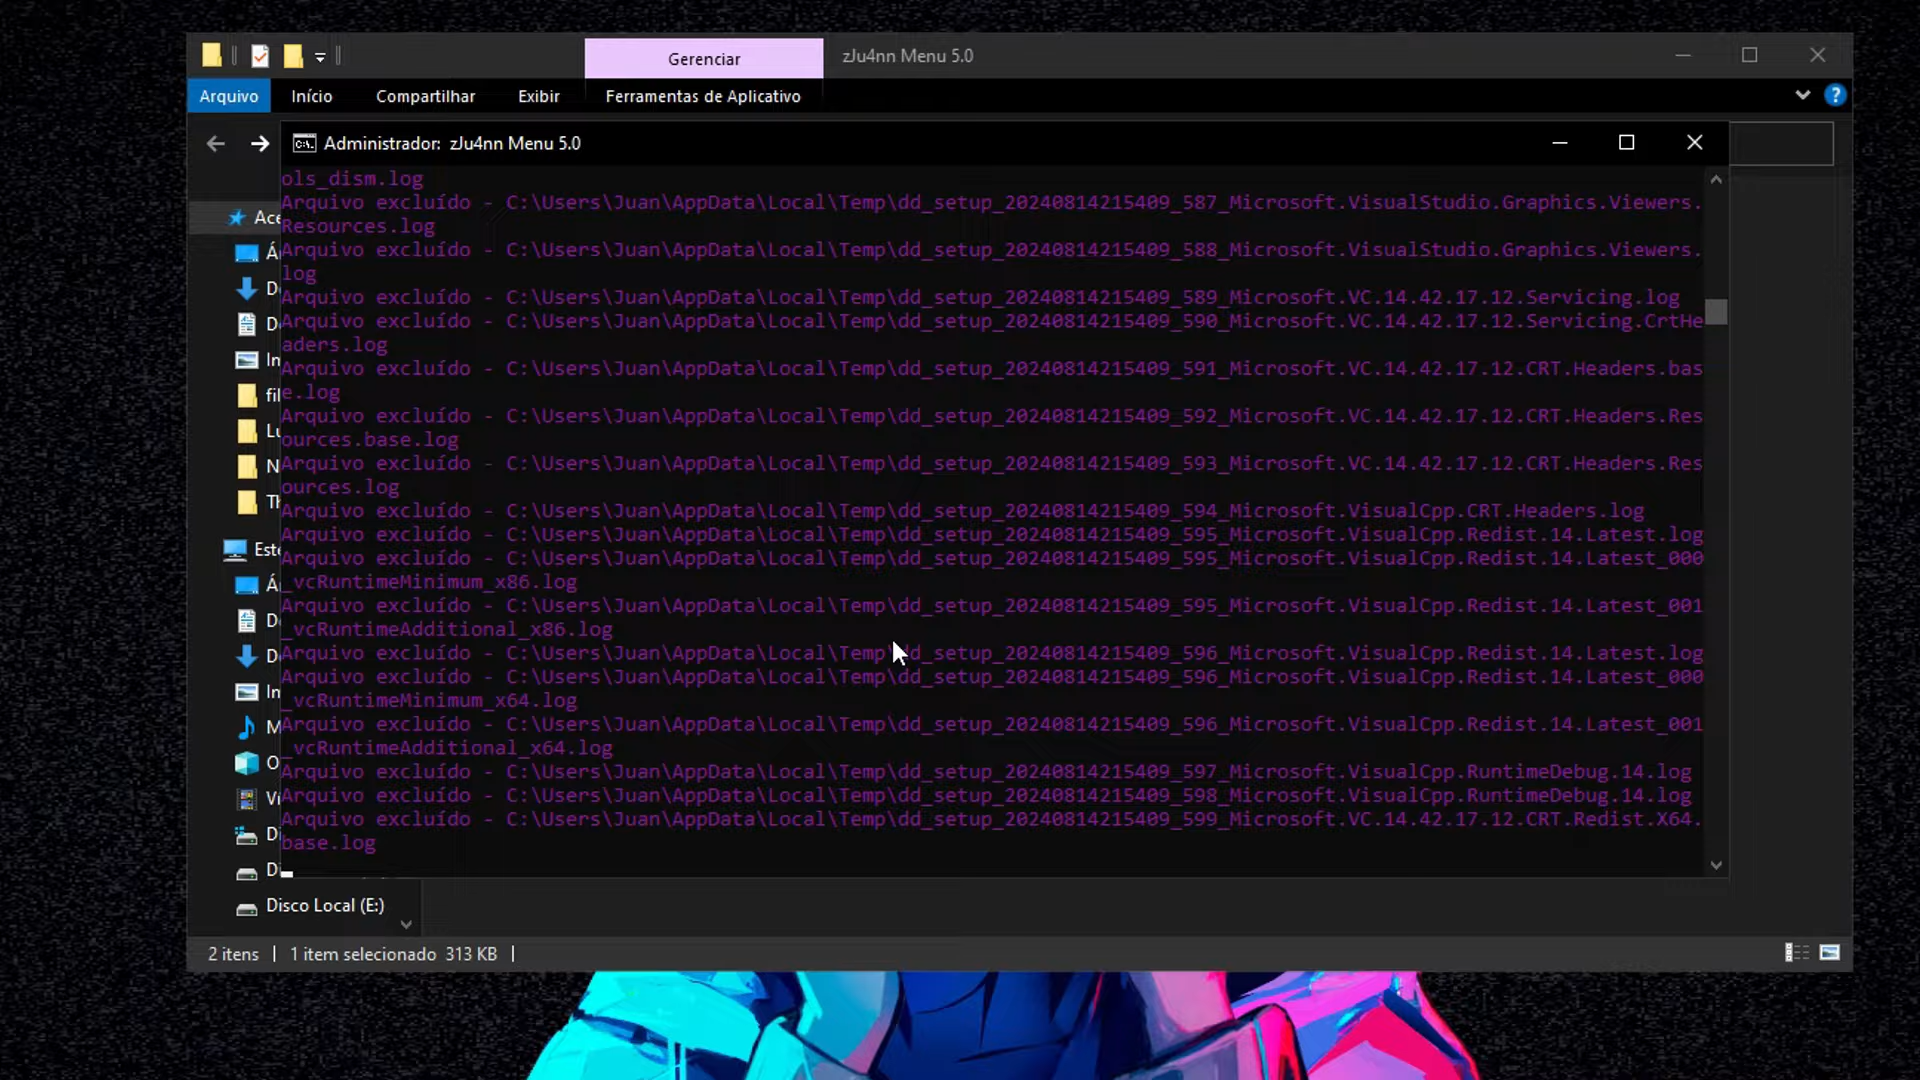 Gerenciar
zJu4nn Menu 5.0
Arquivo
Início
Compartilhar
Exibir
Ferramentas de Aplicativo
?
C:\.
Administrador: zJu4nn Menu 5.0
ols_dism.log
Arquivo excluído - C:\Users\Juan\AppData\Local\Temp\dd_setup_20240814215409_587_Microsoft.VisualStudio.Graphics.Viewers.
Resources.log
Arquivo excluído - C:\Users\Juan\AppData\Local\Temp\dd_setup_20240814215409_588_Microsoft.VisualStudio.Graphics.Viewers.
log
Arquivo excluído - C:\Users\Juan\AppData\Local\Temp\dd_setup_20240814215409_589_Microsoft.VC.14.42.17.12.Servicing.log
Arquivo excluído - C:\Users\Juan\AppData\Local\Temp\dd_setup_20240814215409_590_Microsoft.VC.14.42.17.12.Servicing.CrtHe
aders.log
Arquivo excluído - C:\Users\Juan\AppData\Local\Temp\dd_setup_20240814215409_591_Microsoft.VC.14.42.17.12.CRT.Headers.bas
e.log
Arquivo excluído - C:\Users\Juan\AppData\Local\Temp\dd_setup_20240814215409_592_Microsoft.VC.14.42.17.12.CRT.Headers.Res
ources.base.log
Arquivo excluído - C:\Users\Juan\AppData\Local\Temp\dd_setup_20240814215409_593_Microsoft.VC.14.42.17.12.CRT.Headers.Res
ources.log
Arquivo excluído - C:\Users\Juan\AppData\Local\Temp\dd_setup_20240814215409_594_Microsoft.VisualCpp.CRT.Headers.log
Arquivo excluído - C:\Users\Juan\AppData\Local\Temp\dd_setup_20240814215409_595_Microsoft.VisualCpp.Redist.14.Latest.log
Arquivo excluído - C:\Users\Juan\AppData\Local\Temp\dd_setup_20240814215409_595_Microsoft.VisualCpp.Redist.14.Latest_000
_vcRuntimeMinimum_x86.log
Arquivo excluído - C:\Users\Juan\AppData\Local\Temp\dd_setup_20240814215409_595_Microsoft.VisualCpp.Redist.14.Latest_001
_vcRuntimeAdditional_x86.log
Arquivo excluído - C:\Users\Juan\AppData\Local\Temp\dd_setup_20240814215409_596_Microsoft.VisualCpp.Redist.14.Latest.log
Arquivo excluído - C:\Users\Juan\AppData\Local\Temp\dd_setup_20240814215409_596_Microsoft.VisualCpp.Redist.14.Latest_000
_vcRuntimeMinimum_x64.log
Arquivo excluído - C:\Users\Juan\AppData\Local\Temp\dd_setup_20240814215409_596_Microsoft.VisualCpp.Redist.14.Latest_001
_vcRuntimeAdditional_x64.log
Arquivo excluído - C:\Users\Juan\AppData\Local\Temp\dd_setup_20240814215409_597_Microsoft.VisualCpp.RuntimeDebug.14.log
Arquivo excluído - C:\Users\Juan\AppData\Local\Temp\dd_setup_20240814215409_598_Microsoft.VisualCpp.RuntimeDebug.14.log
Arquivo excluído - C:\Users\Juan\AppData\Local\Temp\dd_setup_20240814215409_599_Microsoft.VC.14.42.17.12.CRT.Redist.X64.
base.log
Disco Local (E:)
2 itens
1 item selecionado 313 KB